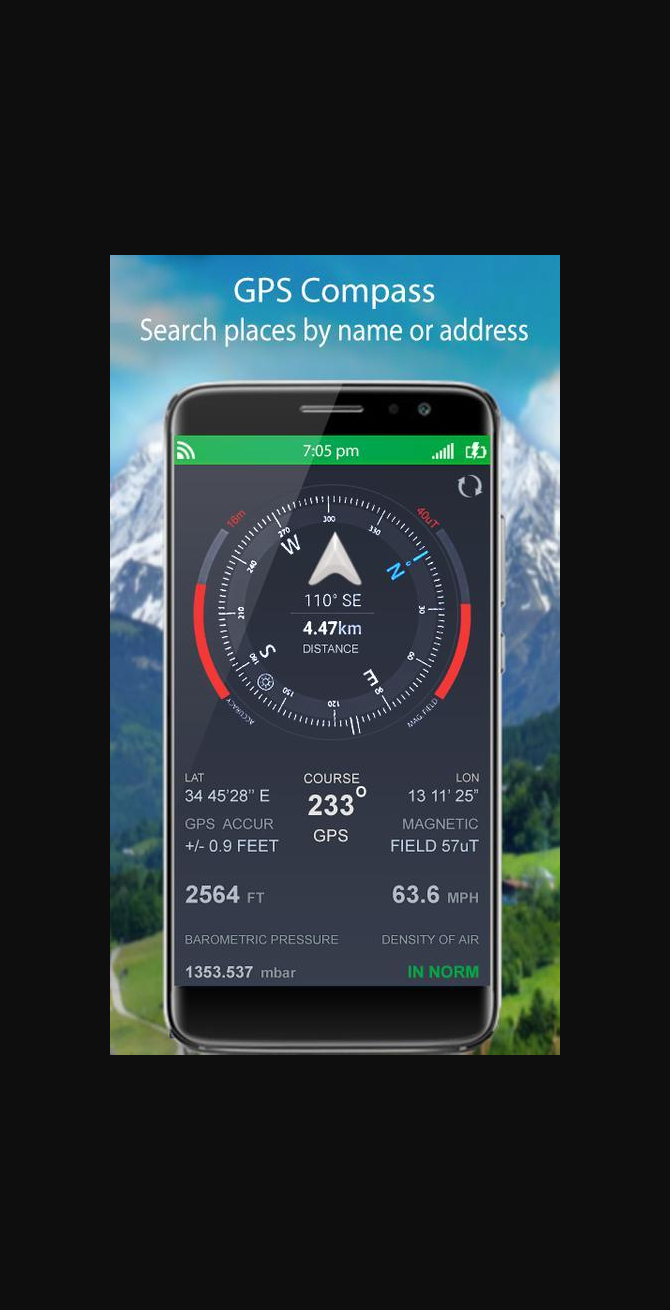 GPS Compass
Search places by name or address
7:05 pm
16m
40uT
300
330
270
W
N°
240
30
210
60
S
180
E
90
150
120
110° SE
4.47km
DISTANCE
ACCURACY
MAG. FIELD
LAT
COURSE
LON
34 45'28'' E
233°
13 11' 25"
GPS ACCUR
GPS
MAGNETIC
+/- 0.9 FEET
FIELD 57uT
2564 FT
63.6 MPH
BAROMETRIC PRESSURE
DENSITY OF AIR
1353.537 mbar
IN NORM